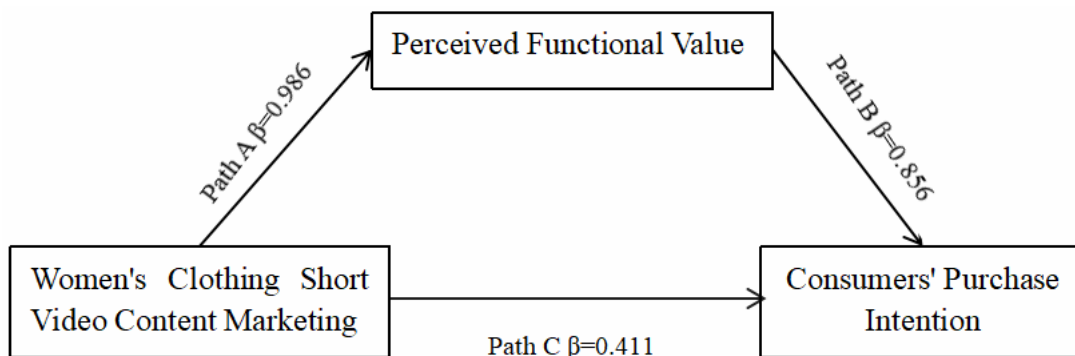 Perceived Functional Value
Path A β=0.986
Path B β=0.856
Women's Clothing Short
Video Content Marketing
Consumers' Purchase
Intention
Path C β=0.411